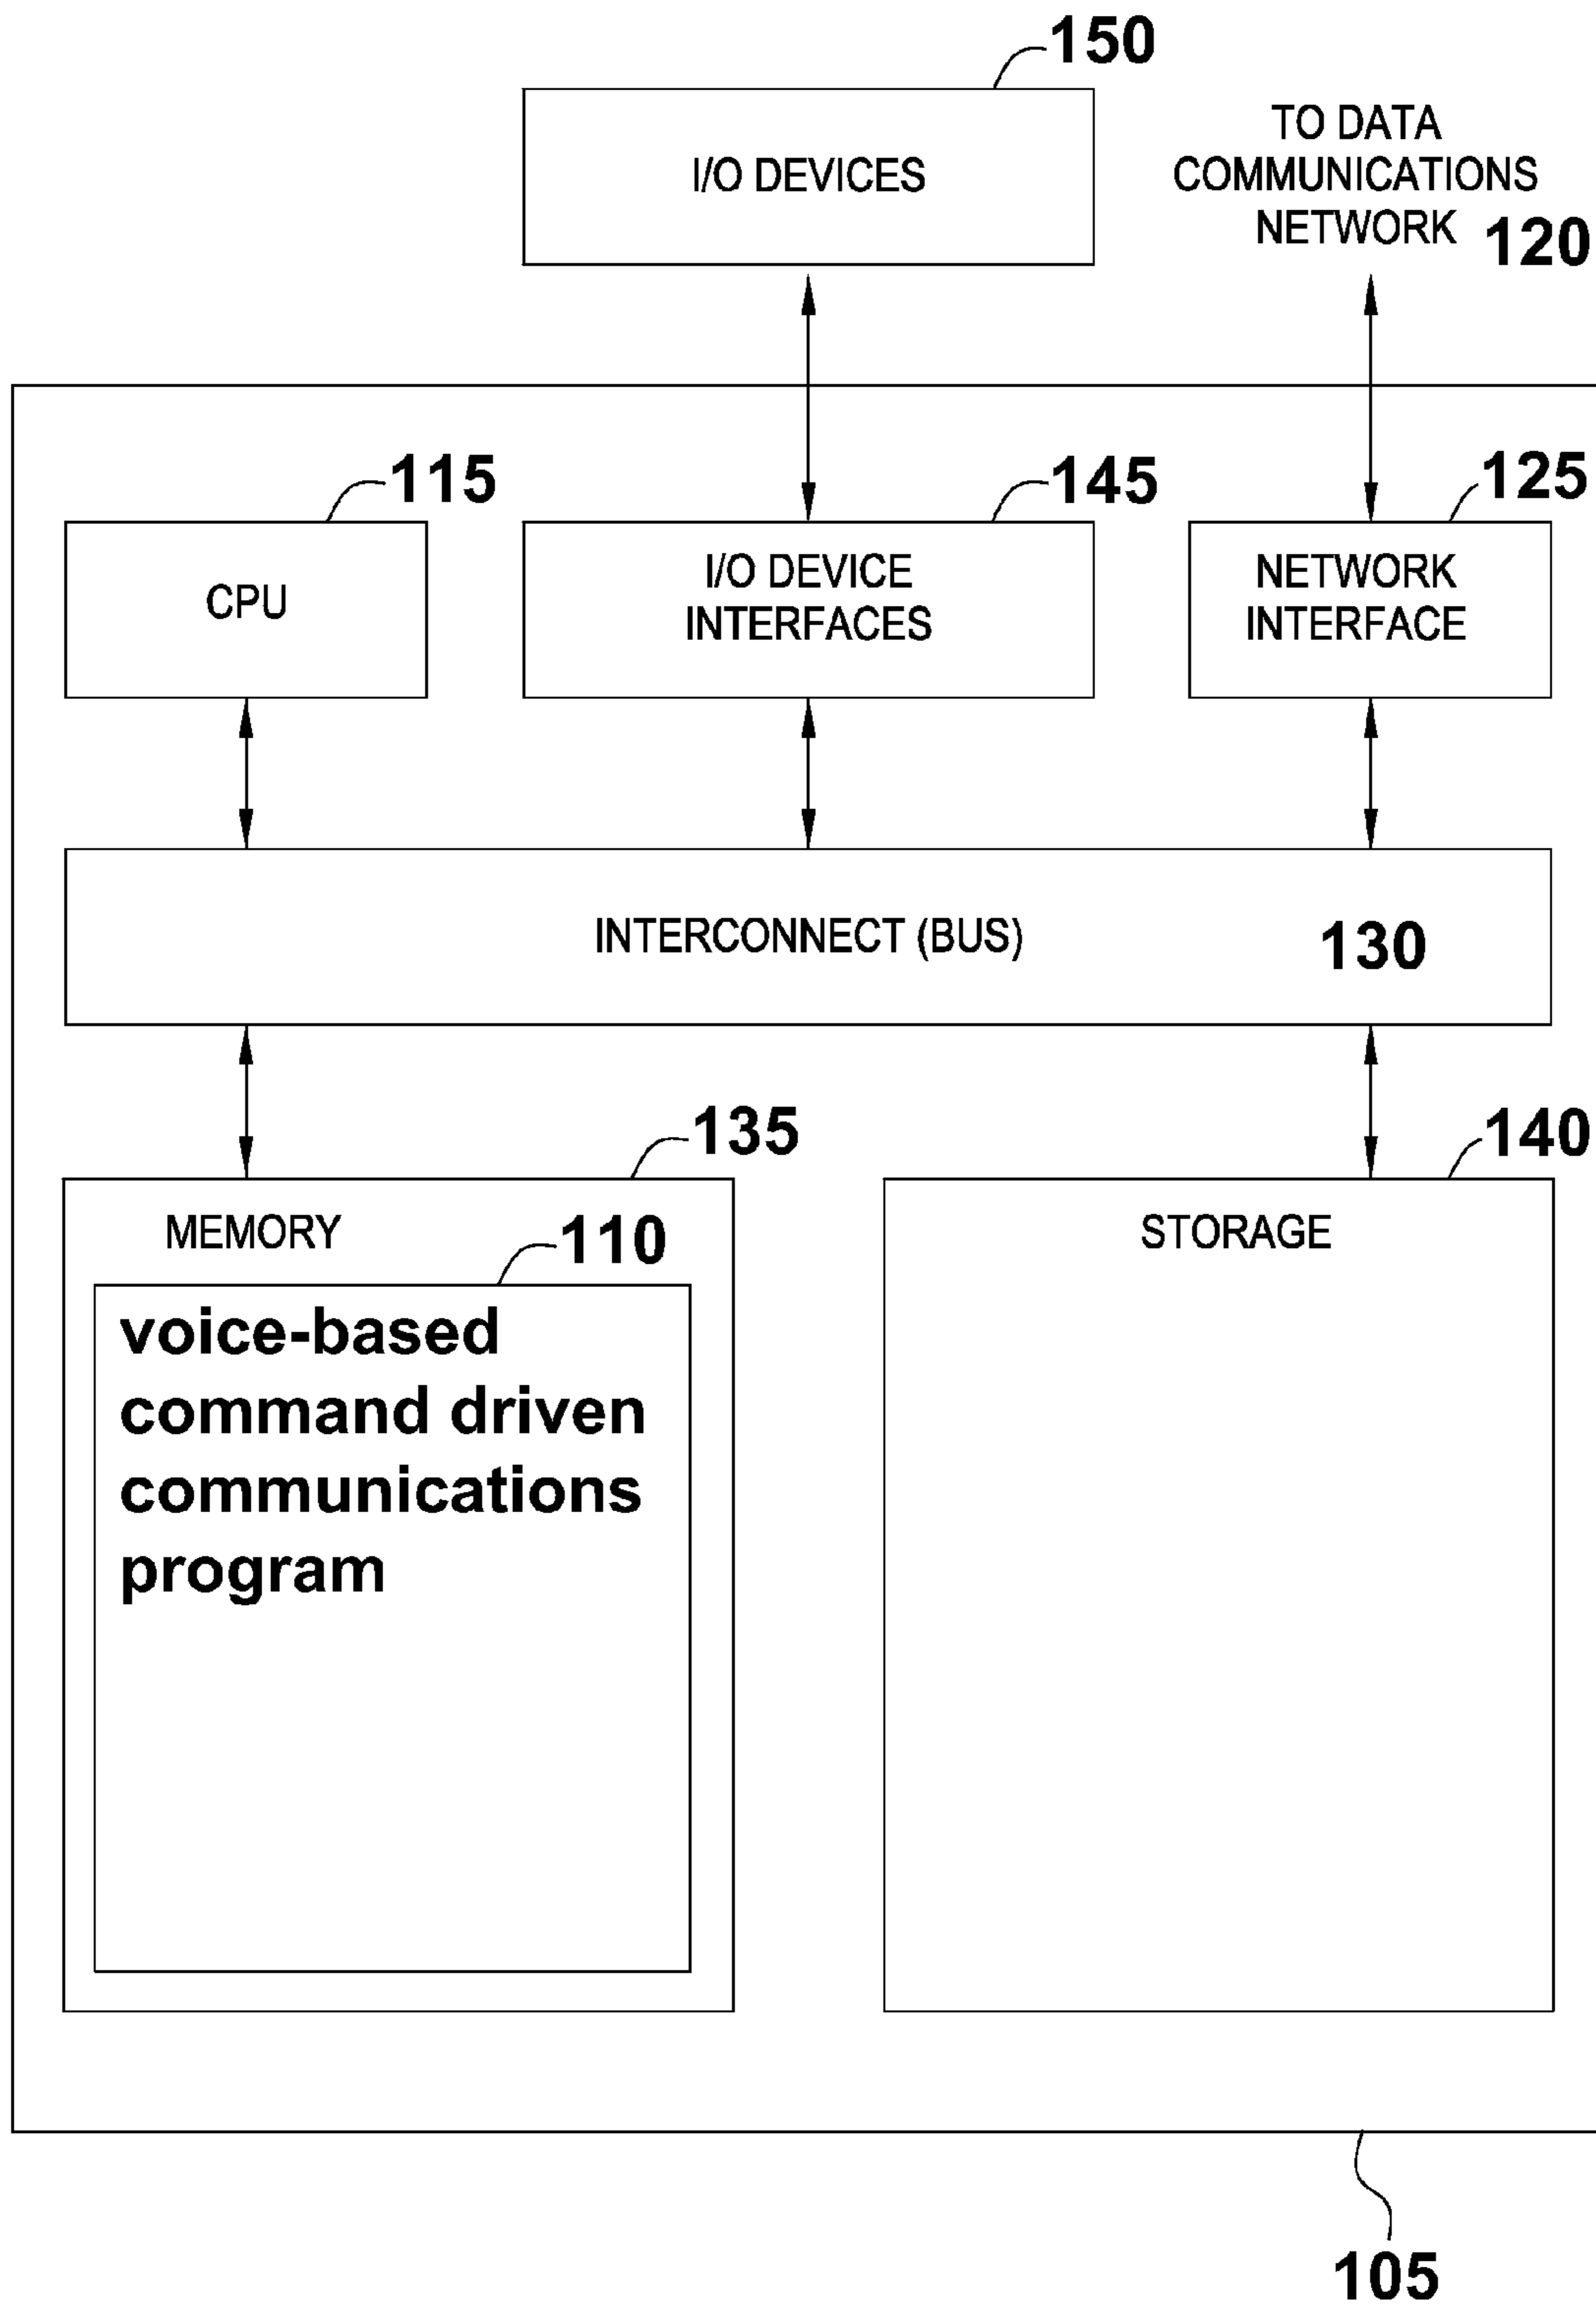 150
I/O DEVICES
TO DATA
COMMUNICATIONS
NETWORK 120
115
145
125
CPU
I/O DEVICE
INTERFACES
NETWORK
INTERFACE
INTERCONNECT (BUS) 130
135
140
MEMORY
110
voice-based
command driven
communications
program
STORAGE
105